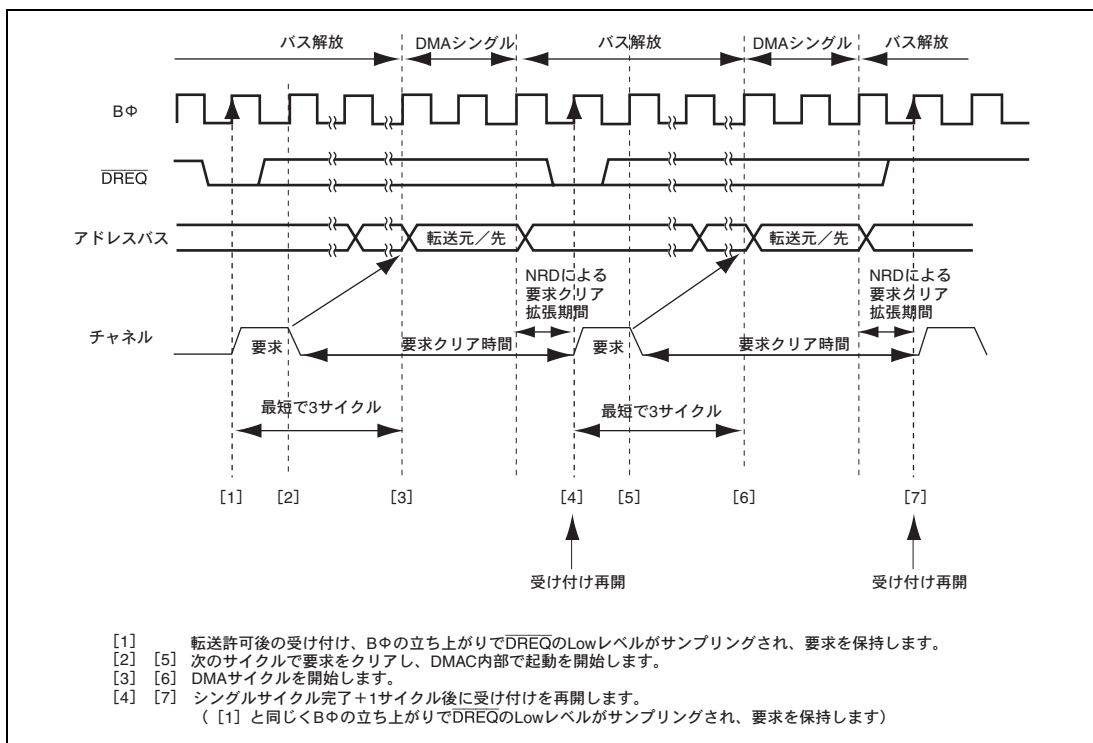 バス解放 DMAシングル バス解放 DMAシングル バス解放
BΦ
DREQ
アドレスバス 転送元／先 転送元／先
NRDによる 要求クリア 拡張期間
NRDによる 要求クリア 拡張期間
チャネル 要求 要求クリア時間 要求 要求クリア時間
最短で3サイクル 最短で3サイクル
［1］ ［2］ ［3］ ［4］ ［5］ ［6］ ［7］
受け付け再開 受け付け再開
［1］ 転送許可後の受け付け、BΦの立ち上がりでDREQのLowレベルがサンプリングされ、要求を保持します。
［2］［5］ 次のサイクルで要求をクリアし、DMAC内部で起動を開始します。
［3］［6］ DMAサイクルを開始します。
［4］［7］ シングルサイクル完了＋1サイクル後に受け付けを再開します。
（［1］と同じくBΦの立ち上がりでDREQのLowレベルがサンプリングされ、要求を保持します）